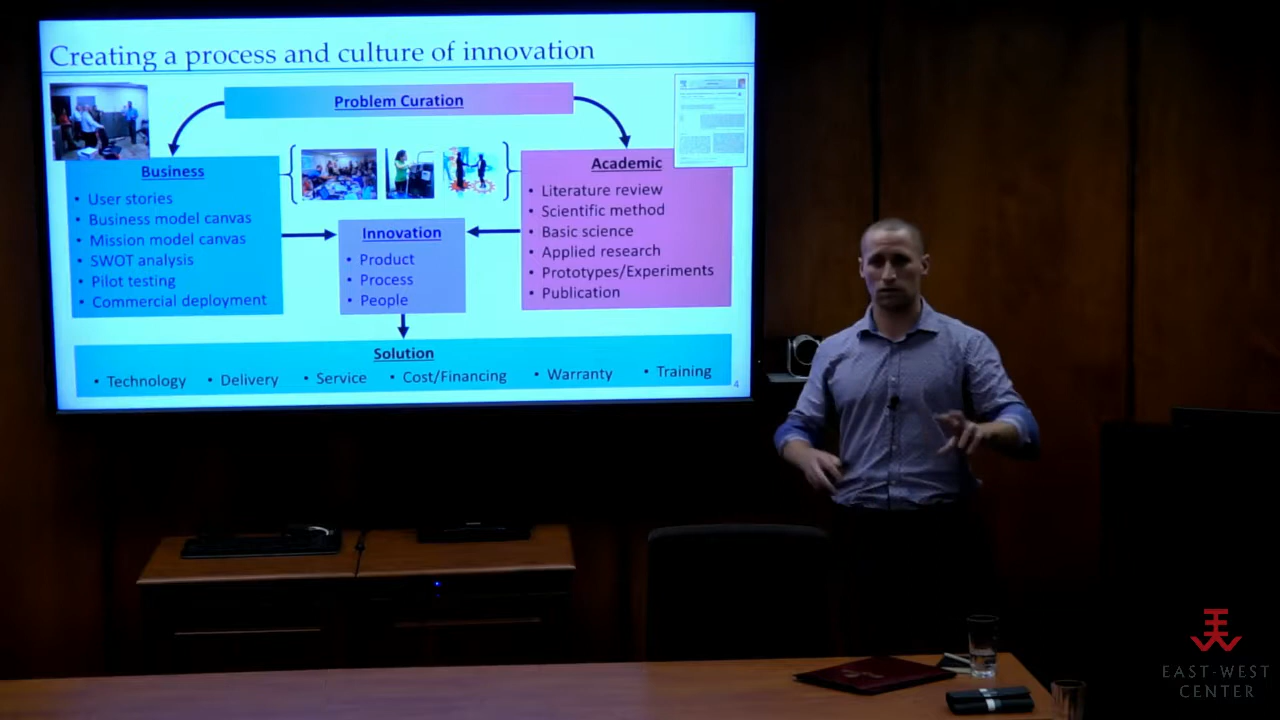 Creating a process and culture of innovation
Problem Curation
Business
• User stories
• Business model canvas
• Mission model canvas
• SWOT analysis
• Pilot testing
• Commercial deployment
Academic
• Literature review
• Scientific method
• Basic science
• Applied research
• Prototypes/Experiments
• Publication
Innovation
• Product
• Process
• People
Solution
• Technology • Delivery • Service • Cost/Financing • Warranty • Training
4
EAST-WEST
CENTER